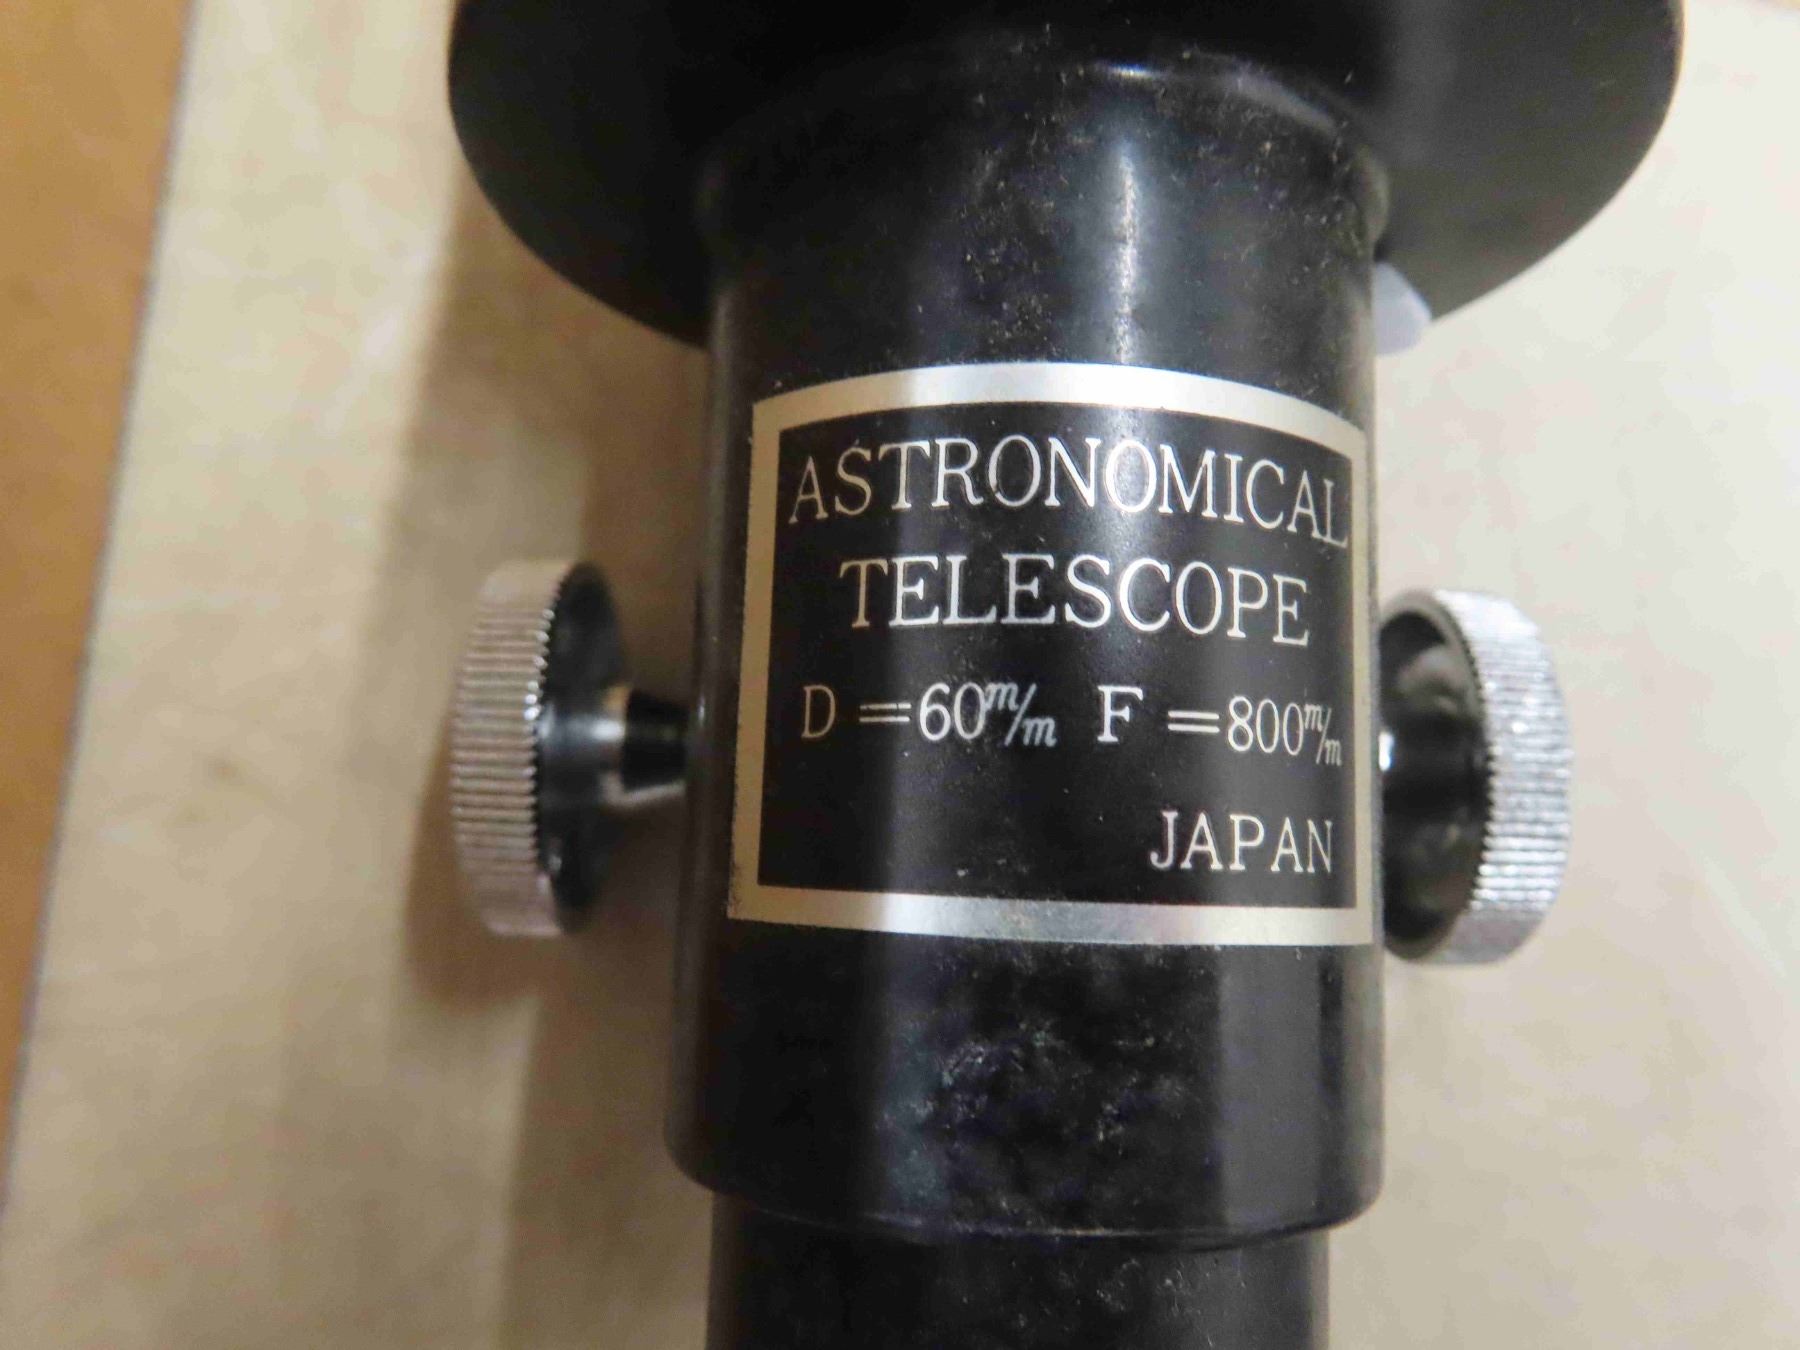 ASTRONOMICAL
TELESCOPE
D =60m/m F =800m/m
JAPAN